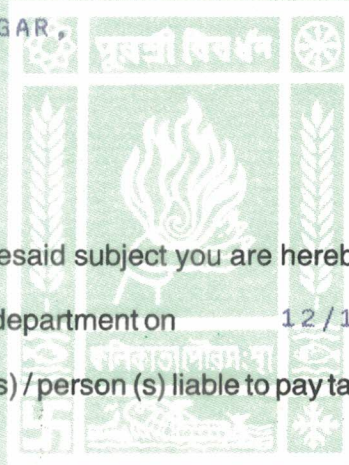 GAR,
পুরশ্রী বিবর্ধন
esaid subject you are hereb
department on 12/1
কলিকাতা পৌরসংস্থা
s) / person (s) liable to pay ta